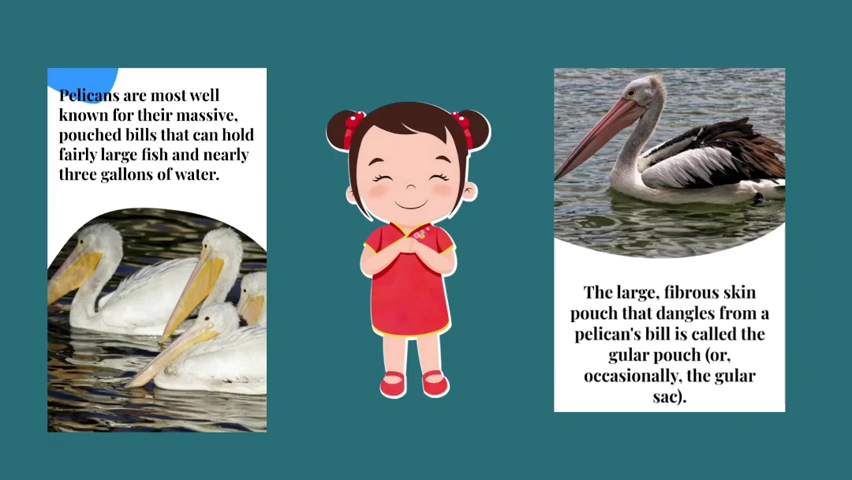 Pelicans are most well
known for their massive,
pouched bills that can hold
fairly large fish and nearly
three gallons of water.
The large, fibrous skin
pouch that dangles from a
pelican's bill is called the
gular pouch (or,
occasionally, the gular
sac).